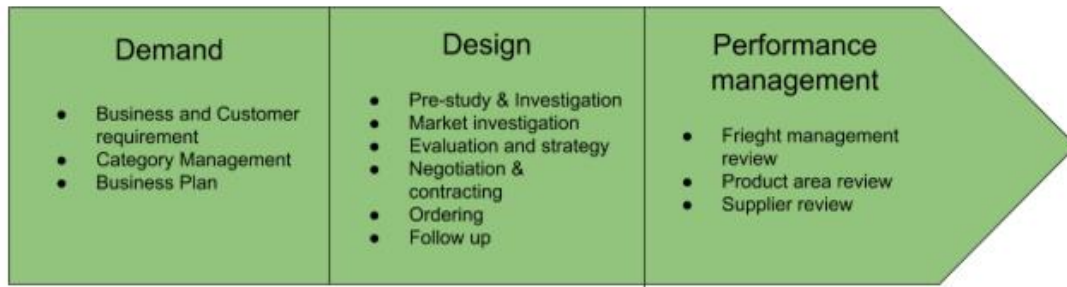 Demand
● Business and Customer
requirement
● Category Management
● Business Plan
Design
● Pre-study & Investigation
● Market investigation
● Evaluation and strategy
● Negotiation &
contracting
● Ordering
● Follow up
Performance
management
● Frieght management
review
● Product area review
● Supplier review